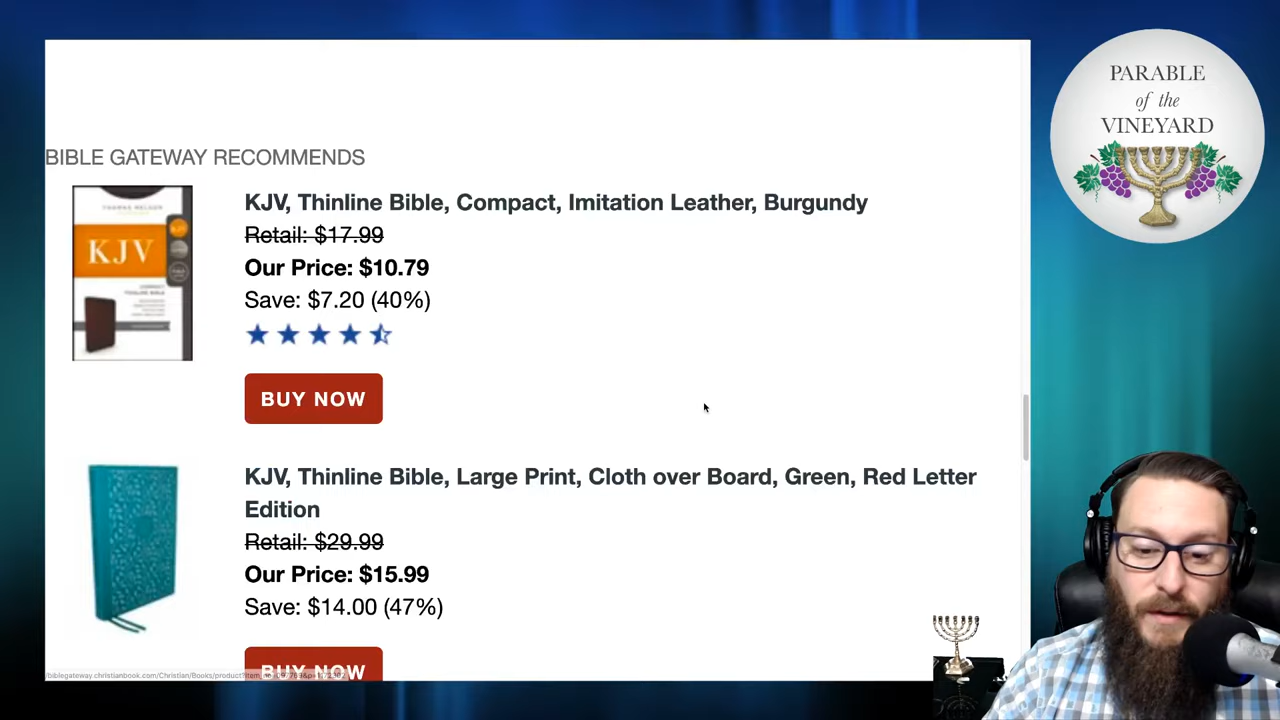 PARABLE
of the
VINEYARD
BIBLE GATEWAY RECOMMENDS
KJV, Thinline Bible, Compact, Imitation Leather, Burgundy
Retail: $17.99
Our Price: $10.79
Save: $7.20 (40%)
BUY NOW
KJV
KJV, Thinline Bible, Large Print, Cloth over Board, Green, Red Letter
Edition
Retail: $29.99
Our Price: $15.99
Save: $14.00 (47%)
BUY NOW